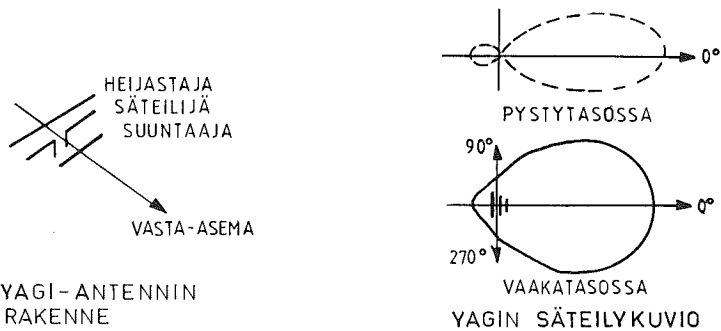 HEIJASTAJA
SÄTEILIJÄ
SUUNTAAJA
VASTA-ASEMA
YAGI-ANTENNIN
RAKENNE
0°
PYSTYTASOSSA
90°
0°
270°
VAAKATASOSSA
YAGIN SÄTEILYKUVIO